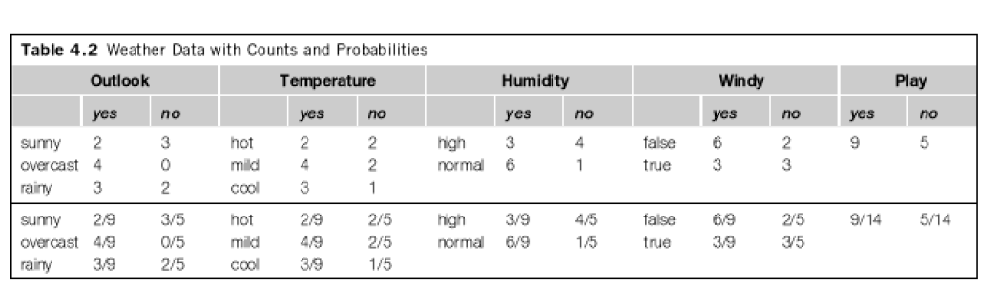 Table 4.2 Weather Data with Counts and Probabilities
Outlook Temperature Humidity Windy Play
yes no yes no yes no yes no yes no
sunny 2 3 hot 2 2 high 3 4 false 6 2 9 5
overcast 4 0 mild 4 2 normal 6 1 true 3 3
rainy 3 2 cool 3 1
sunny 2/9 3/5 hot 2/9 2/5 high 3/9 4/5 false 6/9 2/5 9/14 5/14
overcast 4/9 0/5 mild 4/9 2/5 normal 6/9 1/5 true 3/9 3/5
rainy 3/9 2/5 cool 3/9 1/5